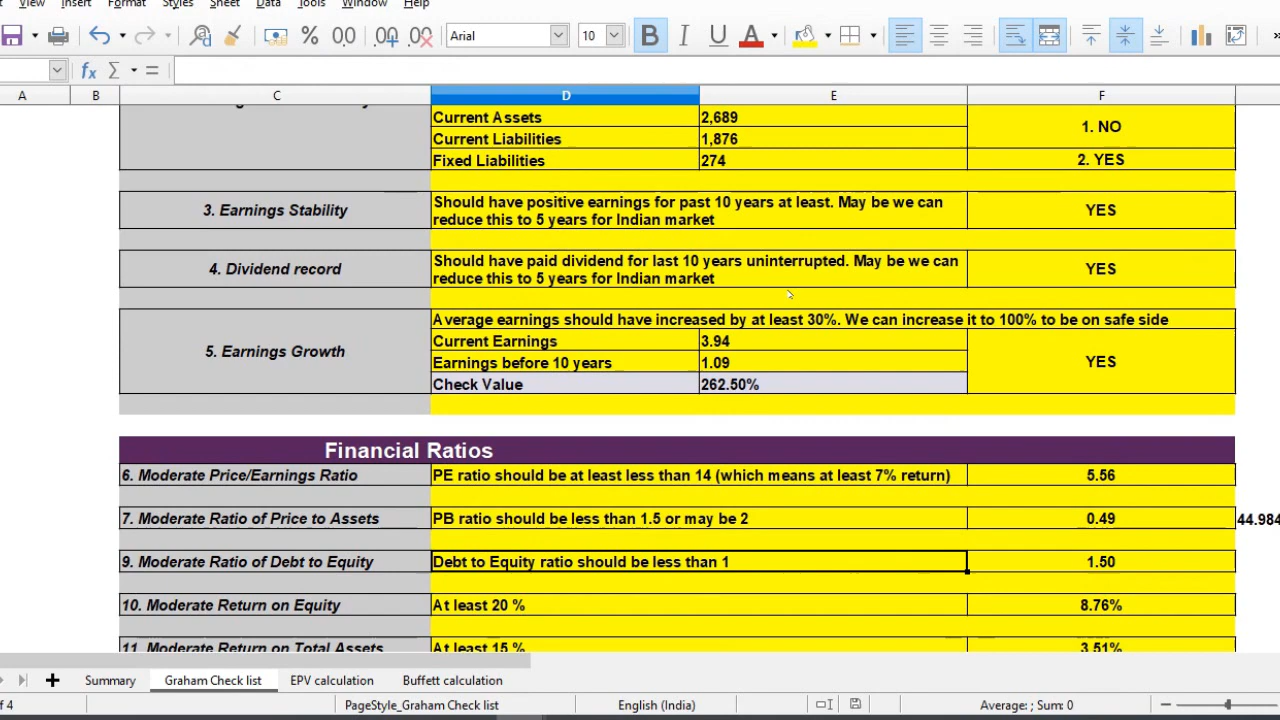 View Insert Format Styles Sheet Data Tools Window Help
Arial 10
A B C D E F
Current Assets 2,689
1. NO
Current Liabilities 1,876
Fixed Liabilities 274 2. YES
Should have positive earnings for past 10 years at least. May be we can
3. Earnings Stability YES
reduce this to 5 years for Indian market
Should have paid dividend for last 10 years uninterrupted. May be we can
4. Dividend record YES
reduce this to 5 years for Indian market
Average earnings should have increased by at least 30%. We can increase it to 100% to be on safe side
Current Earnings 3.94
5. Earnings Growth
Earnings before 10 years 1.09 YES
Check Value 262.50%
Financial Ratios
6. Moderate Price/Earnings Ratio PE ratio should be at least less than 14 (which means at least 7% return) 5.56
7. Moderate Ratio of Price to Assets PB ratio should be less than 1.5 or may be 2 0.49 44.984
9. Moderate Ratio of Debt to Equity Debt to Equity ratio should be less than 1 1.50
10. Moderate Return on Equity At least 20 % 8.76%
11. Moderate Return on Total Assets At least 15 % 3.51%
Summary Graham Check list EPV calculation Buffett calculation
of 4 PageStyle_Graham Check list English (India) Average: ; Sum: 0